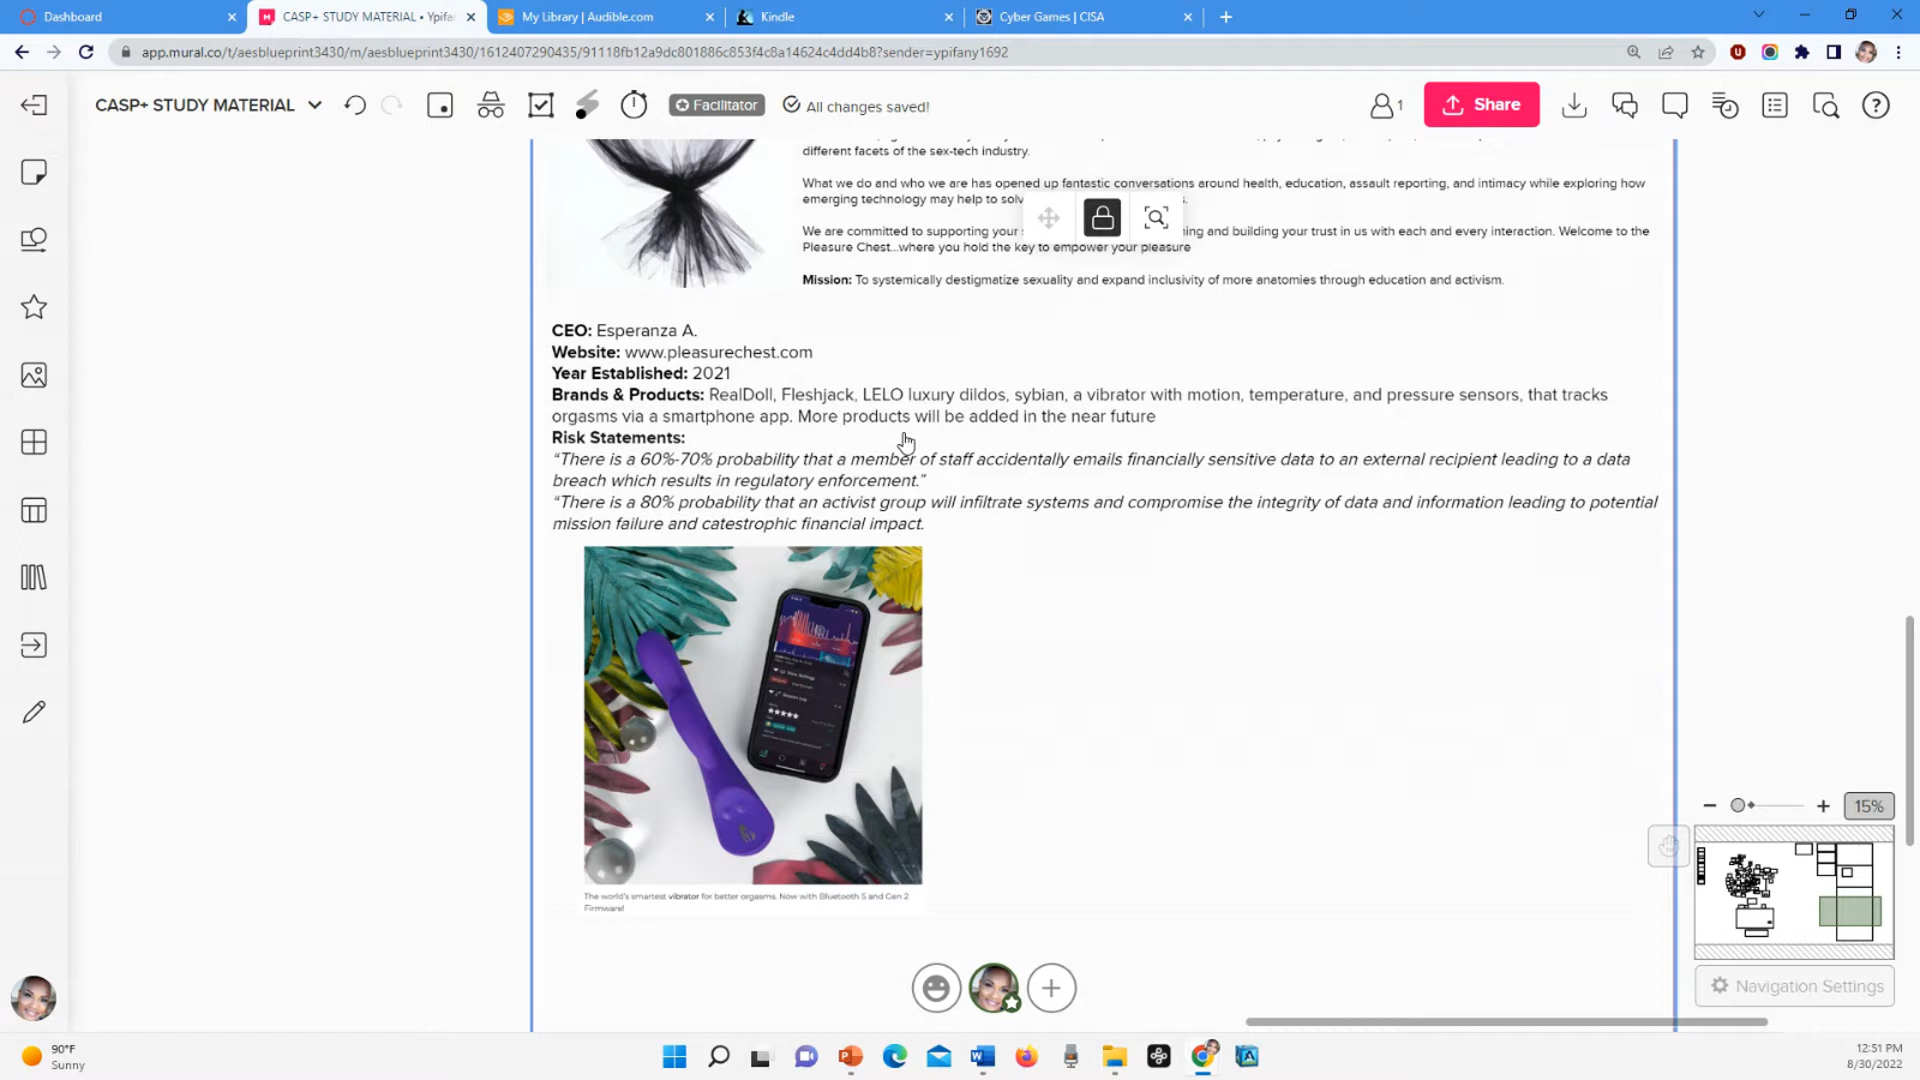 Dashboard
CASP+ STUDY MATERIAL • Ypifan
My Library | Audible.com
Kindle
Cyber Games | CISA
app.mural.co/t/aesblueprint3430/m/aesblueprint3430/1612407290435/91118fb12a9dc801886c853f4c8a14624c4dd4b8?sender=ypifany1692
CASP+ STUDY MATERIAL
Facilitator
All changes saved!
1
Share
different facets of the sex-tech industry.
What we do and who we are has opened up fantastic conversations around health, education, assault reporting, and intimacy while exploring how
emerging technology may help to solv
We are committed to supporting your s ning and building your trust in us with each and every interaction. Welcome to the
Pleasure Chest...where you hold the key to empower your pleasure
Mission: To systemically destigmatize sexuality and expand inclusivity of more anatomies through education and activism.
CEO: Esperanza A.
Website: www.pleasurechest.com
Year Established: 2021
Brands & Products: RealDoll, Fleshjack, LELO luxury dildos, sybian, a vibrator with motion, temperature, and pressure sensors, that tracks
orgasms via a smartphone app. More products will be added in the near future
Risk Statements:
“There is a 60%-70% probability that a member of staff accidentally emails financially sensitive data to an external recipient leading to a data
breach which results in regulatory enforcement.”
“There is a 80% probability that an activist group will infiltrate systems and compromise the integrity of data and information leading to potential
mission failure and catestrophic financial impact.
The world's smartest vibrator for better orgasms. Now with Bluetooth 5 and Gen 2
Firmware!
15%
Navigation Settings
90°F
Sunny
12:51 PM
8/30/2022